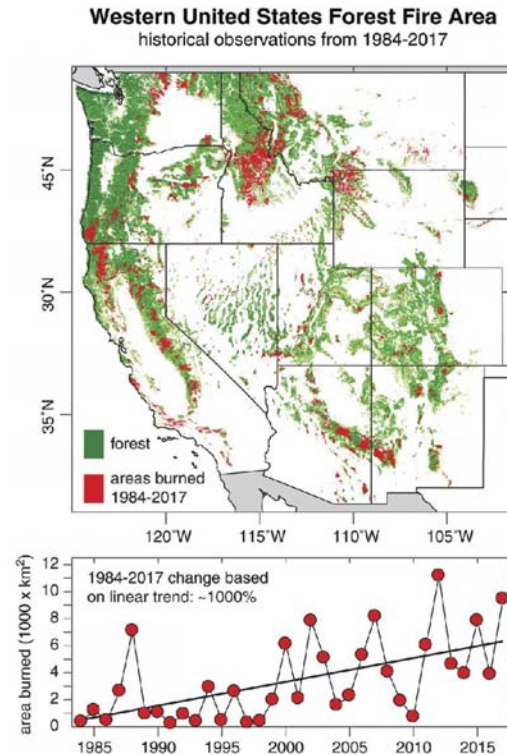 Western United States Forest Fire Area
historical observations from 1984-2017
45°N
30°N
35°N
forest
areas burned
1984-2017
120°W
115°W
110°W
105°W
area burned (1000 x km²)
12
10
8
6
4
2
0
1984-2017 change based
on linear trend: ~1000%
1985
1990
1995
2000
2005
2010
2015